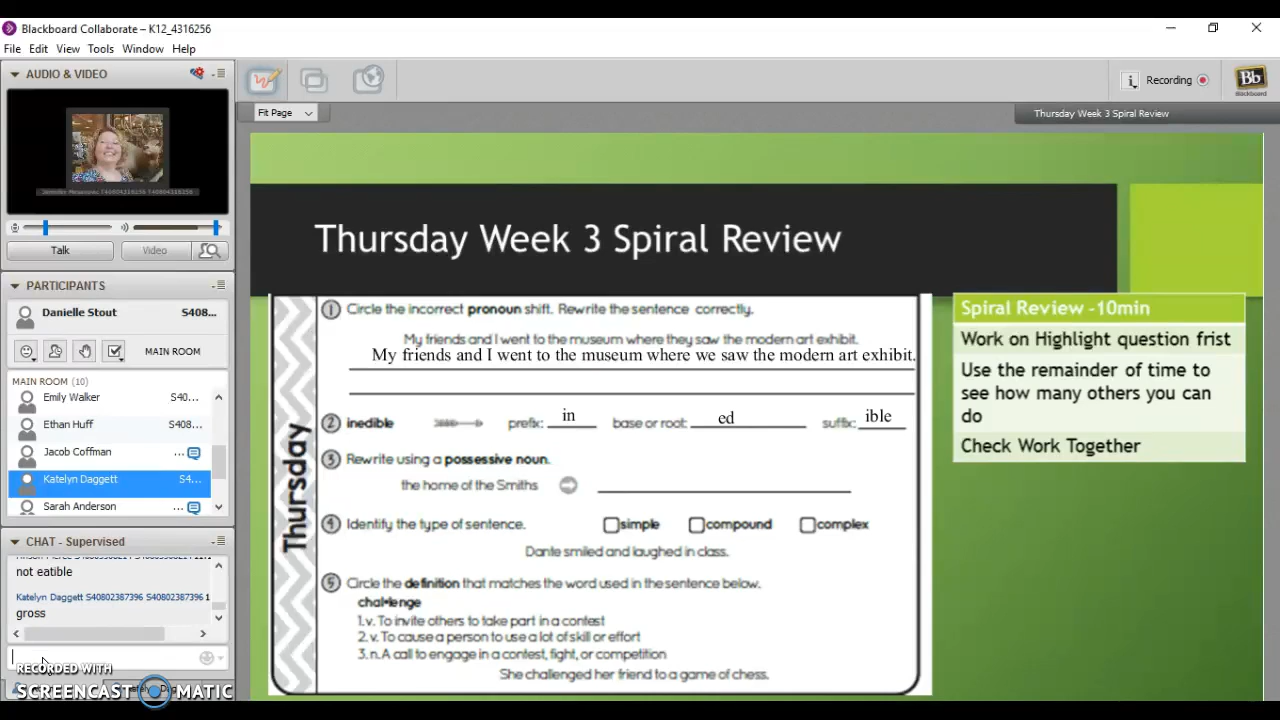 Blackboard Collaborate – K12_4316256
File Edit View Tools Window Help
AUDIO & VIDEO
Talk
Video
PARTICIPANTS
Danielle Stout S408...
MAIN ROOM
MAIN ROOM (10)
Emily Walker S40...
Ethan Huff S408...
Jacob Coffman ...
Katelyn Daggett S4...
Sarah Anderson ...
CHAT - Supervised
not eatible
Katelyn Daggett S40802387396 S40802387396 1
gross
RECORDED WITH
SCREENCAST MATIC
Fit Page
Recording
Bb
Blackboard
Thursday Week 3 Spiral Review
Thursday Week 3 Spiral Review
Thursday
1 Circle the incorrect pronoun shift. Rewrite the sentence correctly.
My friends and I went to the museum where they saw the modern art exhibit.
My friends and I went to the museum where we saw the modern art exhibit.
2 inedible prefix: in base or root: ed suffix: ible
3 Rewrite using a possessive noun.
the home of the Smiths
4 Identify the type of sentence. simple compound complex
Dante smiled and laughed in class.
5 Circle the definition that matches the word used in the sentence below.
chal•lenge
1.v. To invite others to take part in a contest
2.v. To cause a person to use a lot of skill or effort
3.n. A call to engage in a contest, fight, or competition
She challenged her friend to a game of chess.
Spiral Review -10min
Work on Highlight question frist
Use the remainder of time to
see how many others you can
do
Check Work Together